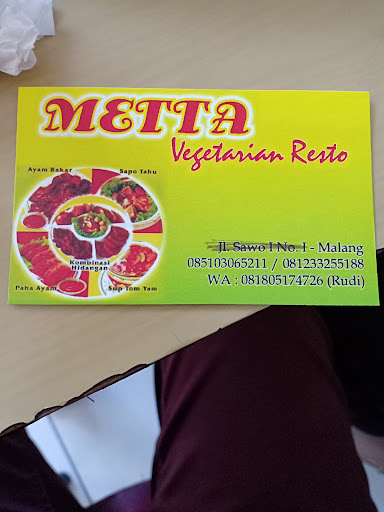 METTA
Vegetarian Resto
Ayam Bakar
Sapo Tahu
Kombinasi
Hidangan
Paha Ayam
Sup Tom Yam
Jl. Sawo I No. I - Malang
085103065211 / 081233255188
WA : 081805174726 (Rudi)